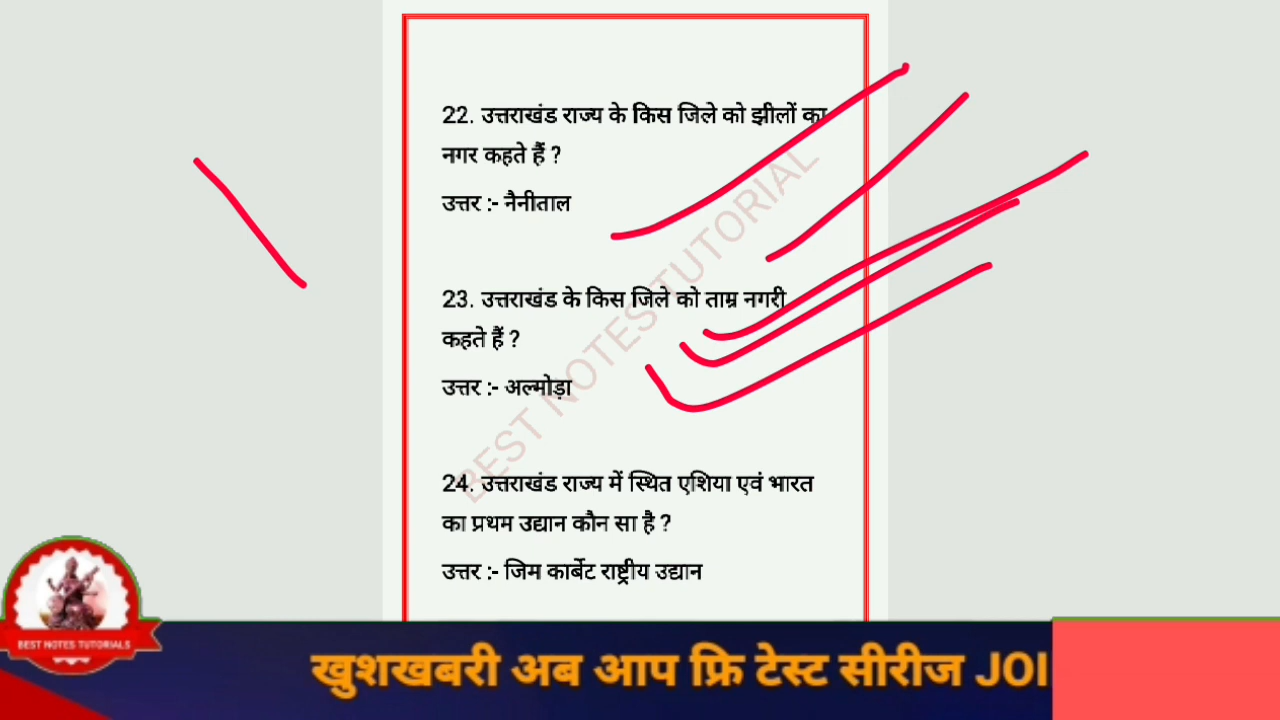 22. उत्तराखंड राज्य के किस जिले को झीलों का
नगर कहते हैं ?
उत्तर :- नैनीताल
23. उत्तराखंड के किस जिले को ताम्र नगरी
कहते हैं ?
उत्तर :- अल्मोड़ा
24. उत्तराखंड राज्य में स्थित एशिया एवं भारत
का प्रथम उद्यान कौन सा है ?
उत्तर :- जिम कार्बेट राष्ट्रीय उद्यान
BEST NOTES TUTORIAL
BEST NOTES TUTORIALS
खुशखबरी अब आप फ्रि टेस्ट सीरीज JOI